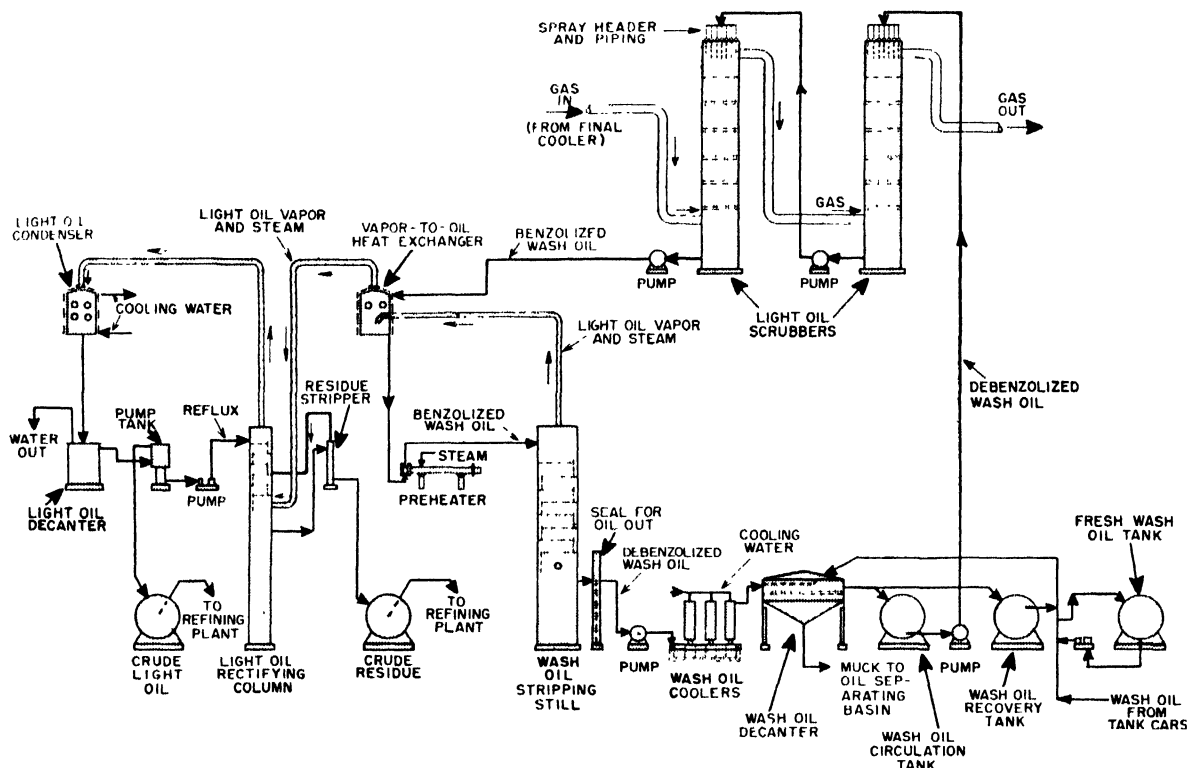 SPRAY HEADER
AND PIPING
GAS
IN
(FROM FINAL
COOLER)
GAS
OUT
GAS
LIGHT OIL
CONDENSER
LIGHT OIL VAPOR
AND STEAM
VAPOR-TO-OIL
HEAT EXCHANGER
BENZOLIZED
WASH OIL
PUMP
PUMP
LIGHT OIL
SCRUBBERS
COOLING WATER
LIGHT OIL VAPOR
AND STEAM
DEBENZOLIZED
WASH OIL
RESIDUE
STRIPPER
PUMP
TANK
REFLUX
BENZOLIZED
WASH OIL
WATER
OUT
STEAM
PREHEATER
PUMP
LIGHT OIL
DECANTER
SEAL FOR
OIL OUT
DEBENZOLIZED
WASH OIL
COOLING
WATER
FRESH WASH
OIL TANK
TO
REFINING
PLANT
TO
REFINING
PLANT
CRUDE
LIGHT
OIL
LIGHT OIL
RECTIFYING
COLUMN
CRUDE
RESIDUE
WASH
OIL
STRIPPING
STILL
PUMP
WASH OIL
COOLERS
WASH OIL
DECANTER
MUCK TO
OIL SEP-
ARATING
BASIN
PUMP
WASH OIL
CIRCULATION
TANK
WASH OIL
RECOVERY
TANK
WASH OIL
FROM
TANK CARS